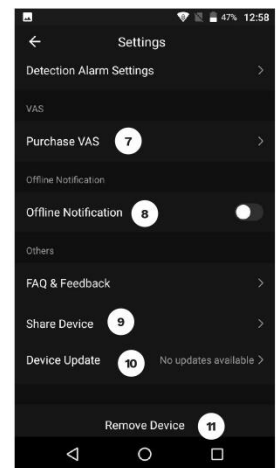 47% 12:58
Settings
Detection Alarm Settings
VAS
Purchase VAS 7
Offline Notification
Offline Notification 8
Others
FAQ & Feedback
Share Device 9
Device Update 10 No updates available
Remove Device 11